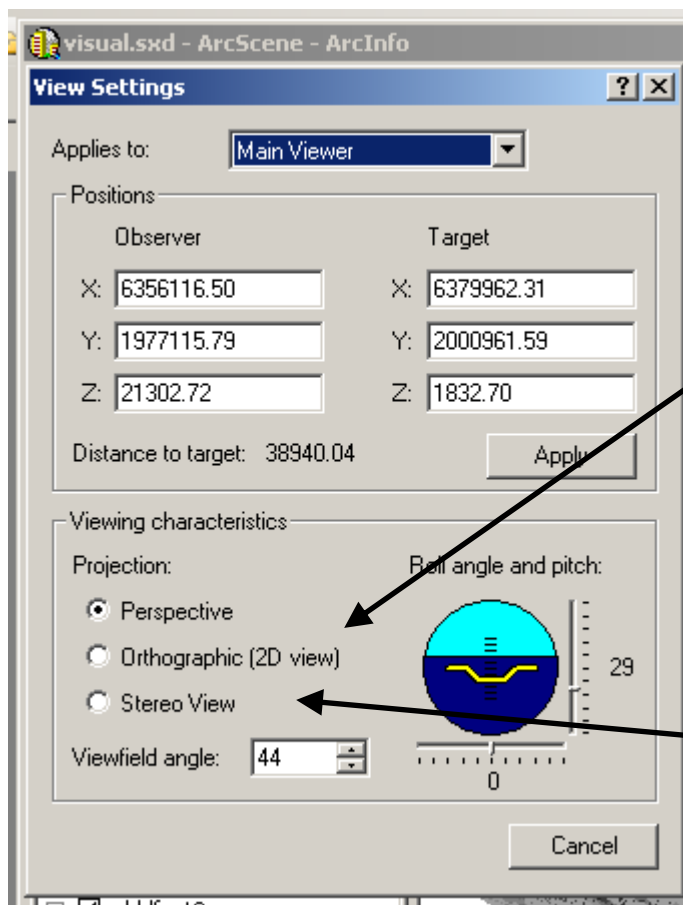 visual.sxd - ArcScene - ArcInfo
View Settings
Applies to: Main Viewer
Positions
Observer Target
X: 6356116.50 X: 6379962.31
Y: 1977115.79 Y: 2000961.59
Z: 21302.72 Z: 1832.70
Distance to target: 38940.04 Apply
Viewing characteristics
Projection: Roll angle and pitch:
Perspective
Orthographic (2D view) 29
Stereo View
Viewfield angle: 44
0
Cancel